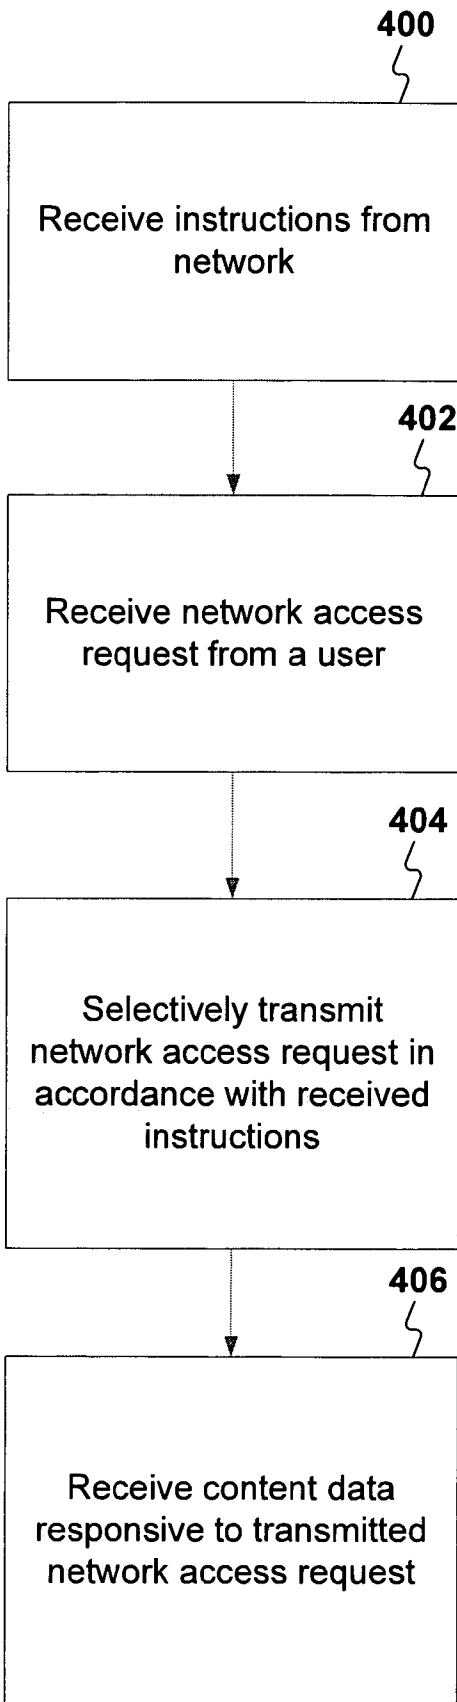 400
Receive instructions from
network
402
Receive network access
request from a user
404
Selectively transmit
network access request in
accordance with received
instructions
406
Receive content data
responsive to transmitted
network access request